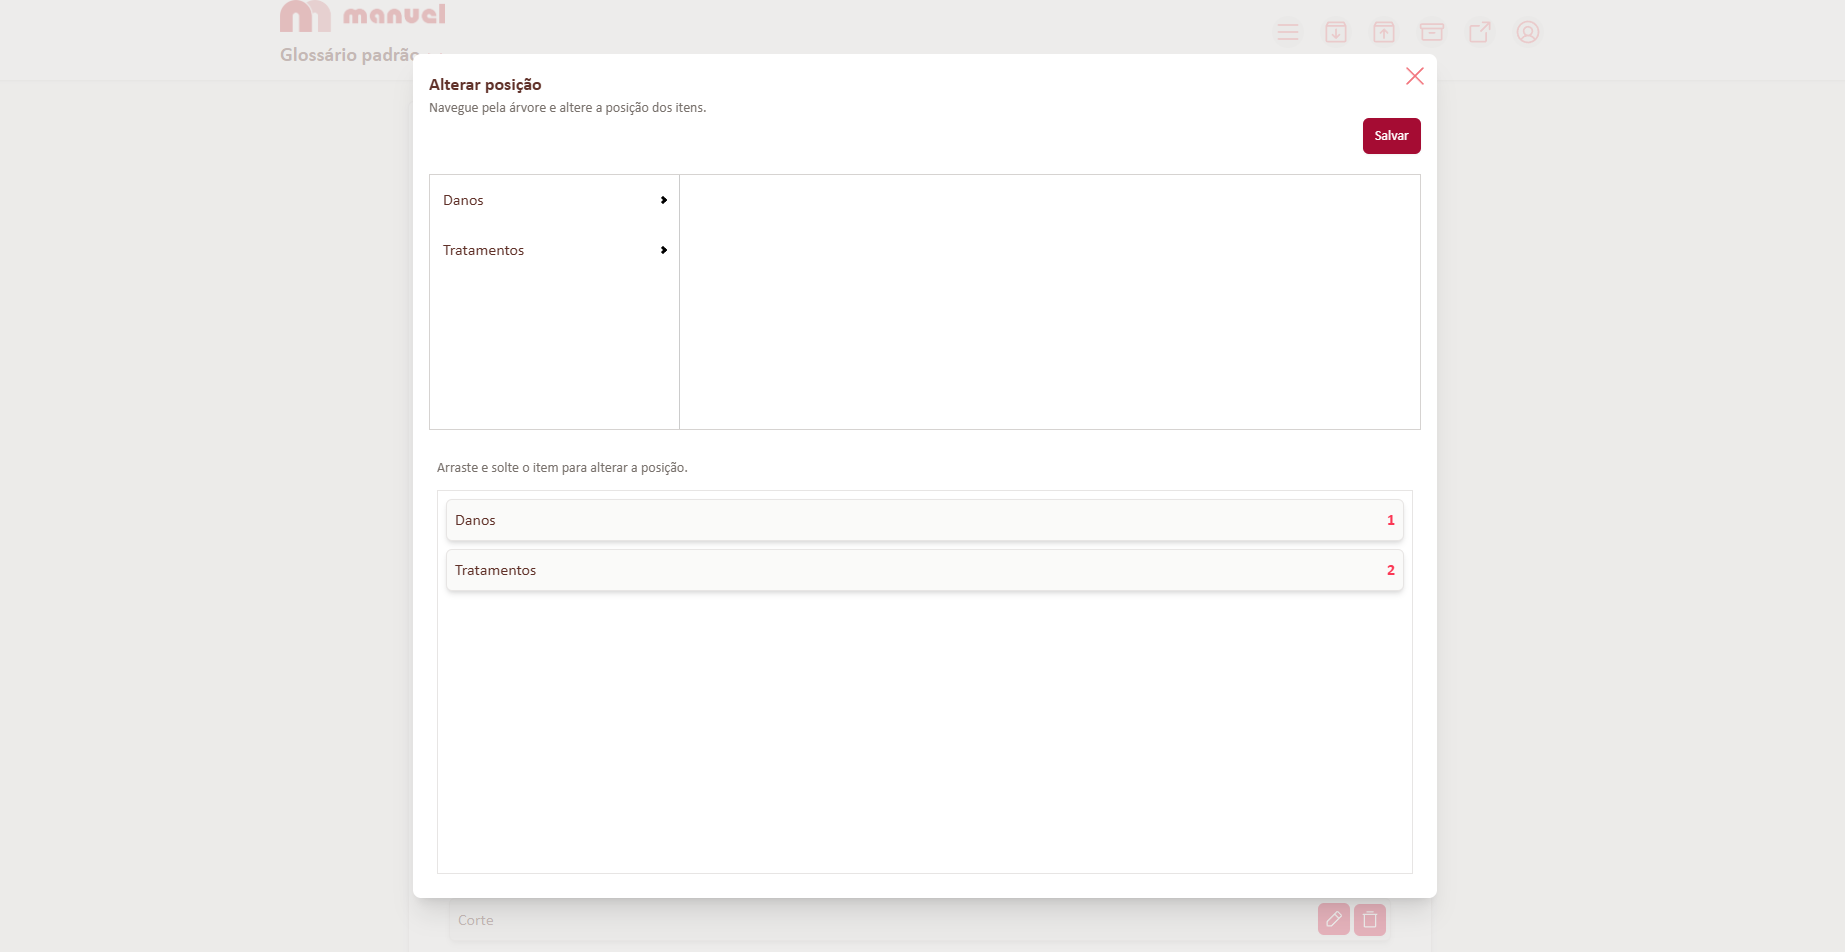 manuel
Glossário padrão
Alterar posição
Navegue pela árvore e altere a posição dos itens.
Salvar
Danos
Tratamentos
Arraste e solte o item para alterar a posição.
Danos 1
Tratamentos 2
Corte